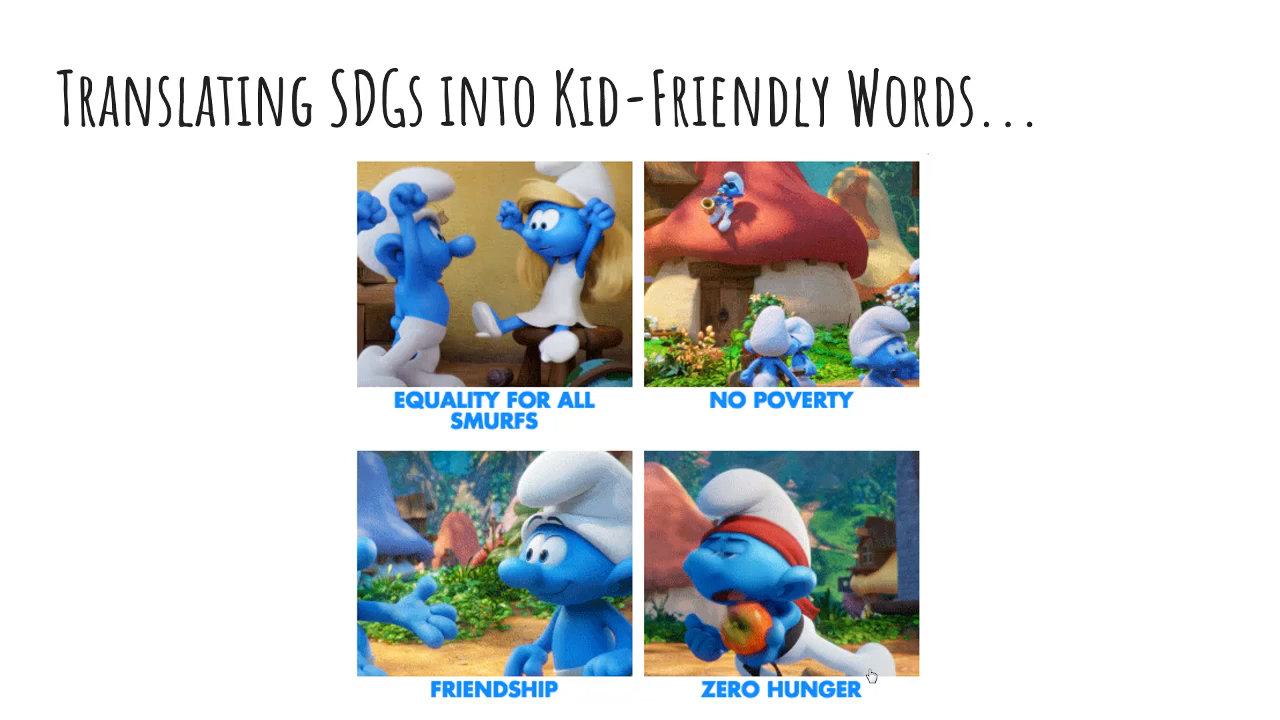 Translating SDGs into Kid-Friendly Words...
EQUALITY FOR ALL
SMURFS
NO POVERTY
FRIENDSHIP
ZERO HUNGER